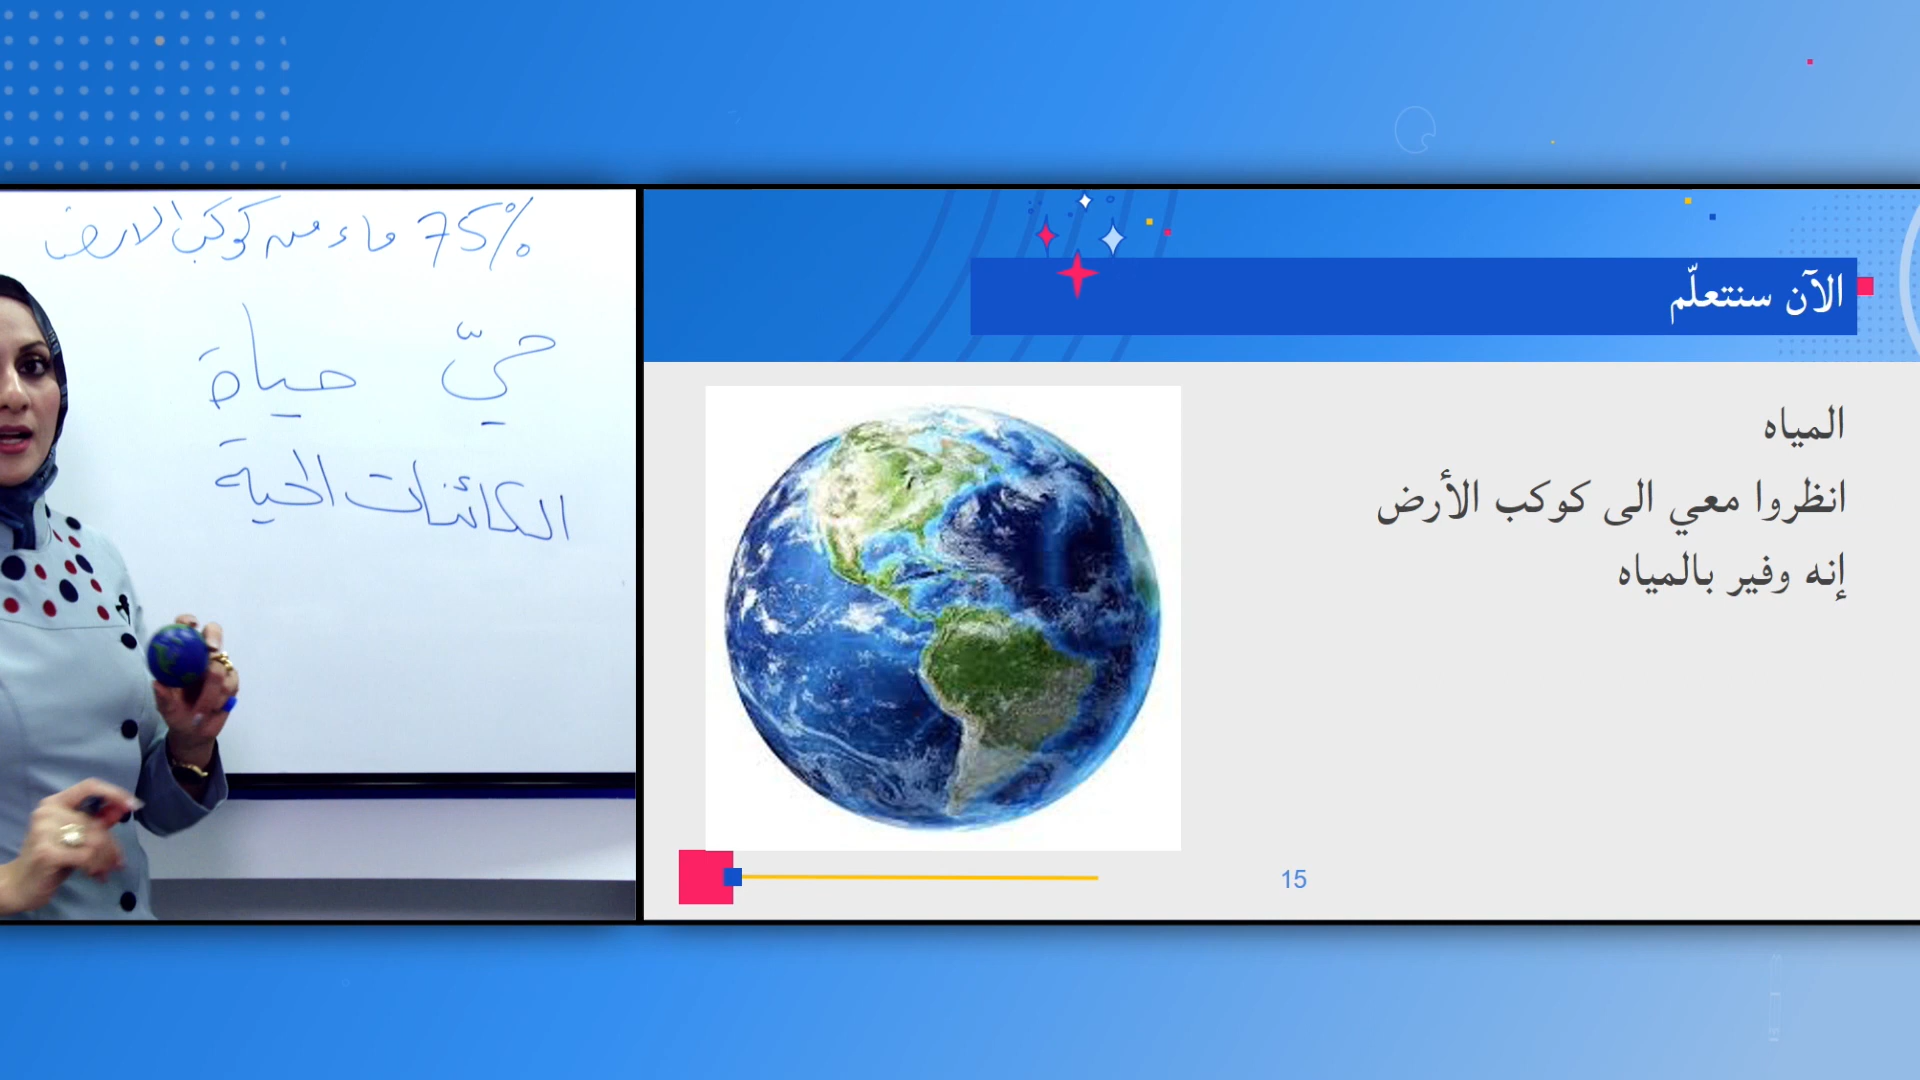 75% ماء من كوكب الارض
حيّ حياة
الكائنات الحية
الآن سنتعلّم
المياه
انظروا معي الى كوكب الأرض
إنه وفير بالمياه
15